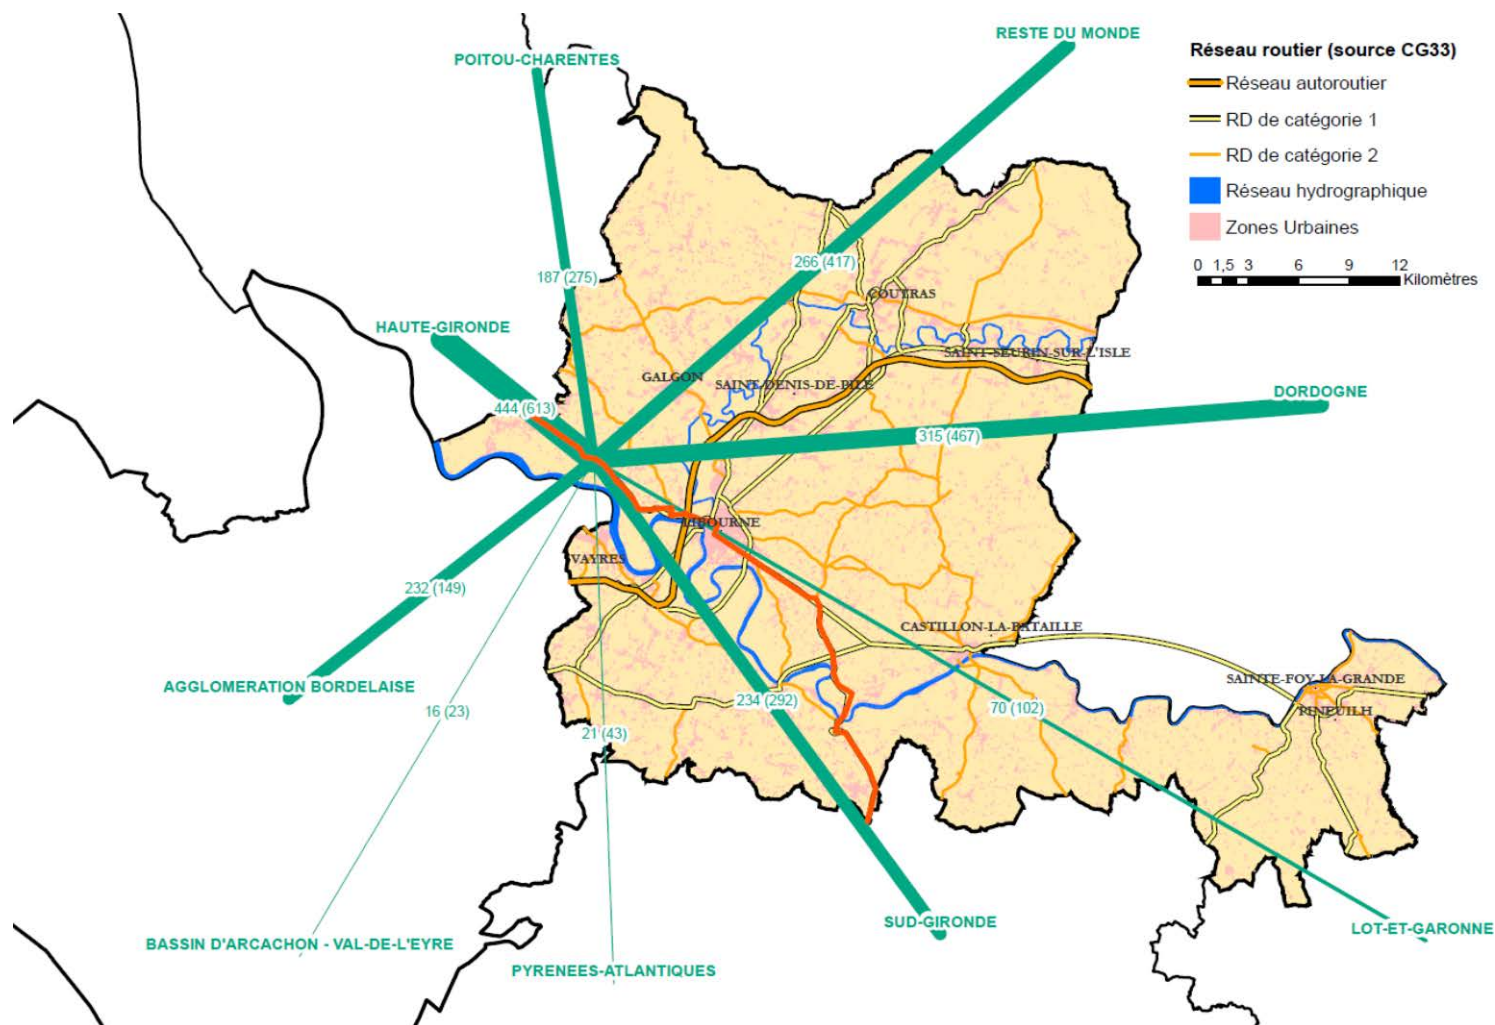 RESTE DU MONDE
POITOU-CHARENTES
Réseau routier (source CG33)
Réseau autoroutier
RD de catégorie 1
RD de catégorie 2
Réseau hydrographique
Zones Urbaines
0 1,5 3 6 9 12
Kilomètres
266 (417)
187 (275)
COUTRAS
HAUTE-GIRONDE
SAINT-SEURIN-SUR-L'ISLE
GALGON
SAINT-DENIS-DE-PILE
DORDOGNE
444 (613)
315 (467)
LIBOURNE
VAYRES
232 (149)
CASTILLON-LA-BATAILLE
SAINTE-FOY-LA-GRANDE
AGGLOMERATION BORDELAISE
234 (292)
70 (102)
PINEUILH
16 (23)
21 (43)
SUD-GIRONDE
LOT-ET-GARONNE
BASSIN D'ARCACHON - VAL-DE-L'EYRE
PYRENEES-ATLANTIQUES